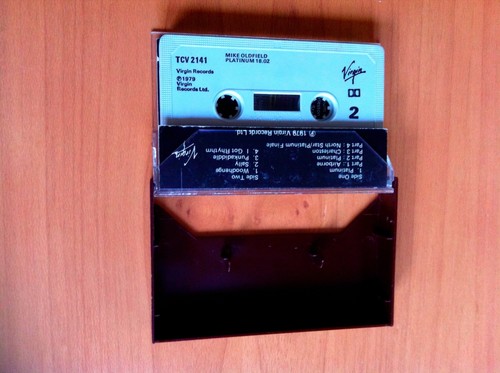 TCV 2141
MIKE OLDFIELD
PLATINUM 18.02
Virgin Records
Ⓟ1979
Virgin
Records Ltd.
Virgin
2
Side One
1. Platinum
Part 1: Airborne
Part 2: Platinum
Part 3: Charleston
Part 4: North Star/Platinum Finale
Side Two
1. Woodhenge
2. Sally
3. Punkadiddle
4. I Got Rhythm
Ⓟ 1979 Virgin Records Ltd
Virgin